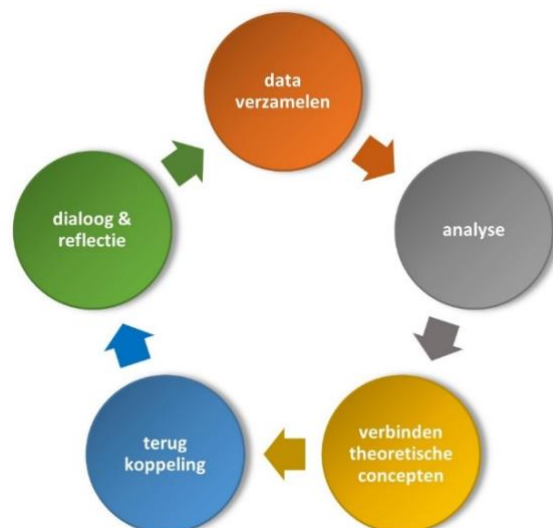 data
verzamelen
analyse
verbinden
theoretische
concepten
terug
koppeling
dialoog &
reflectie